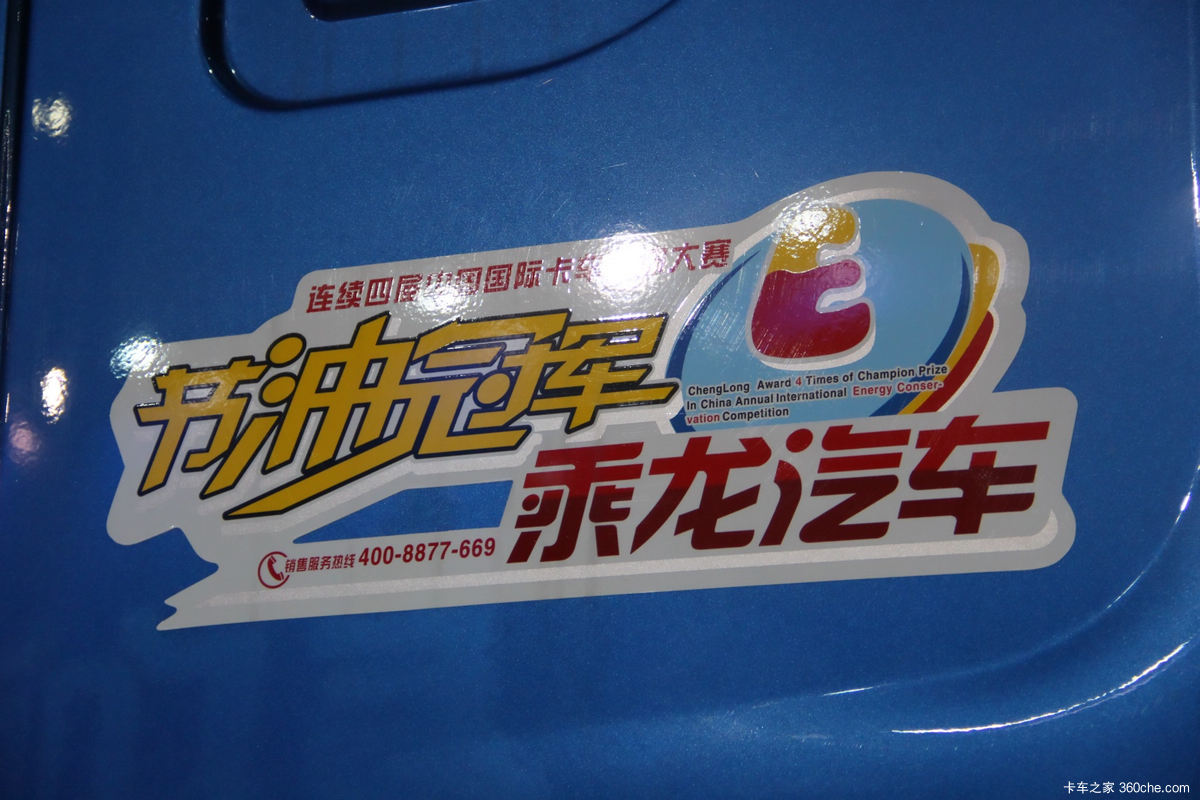 连续四届中国国际卡车节油大赛
节油冠军
E
ChengLong Award 4 Times of Champion Prize
In China Annual International Energy Conser-
vation Competition
乘龙汽车
销售服务热线 400-8877-669
卡车之家 360che.com